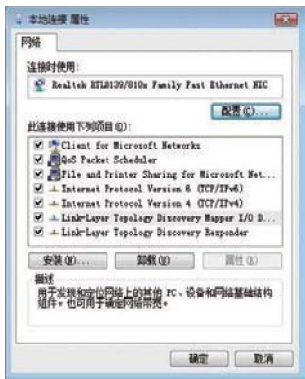 本地连接 属性
网络
连接时使用:
Realtek RTL8139/810x Family Fast Ethernet NIC
配置(C)...
此连接使用下列项目(O):
Client for Microsoft Networks
QoS Packet Scheduler
File and Printer Sharing for Microsoft Net...
Internet Protocol Version 6 (TCP/IPv6)
Internet Protocol Version 4 (TCP/IPv4)
Link-Layer Topology Discovery Mapper I/O D...
Link-Layer Topology Discovery Responder
安装(N)... 卸载(U) 属性(R)
描述
用于发现和定位网络上的其他 PC、设备和网络基础结构
组件。也可用于确定网络带宽。
确定 取消